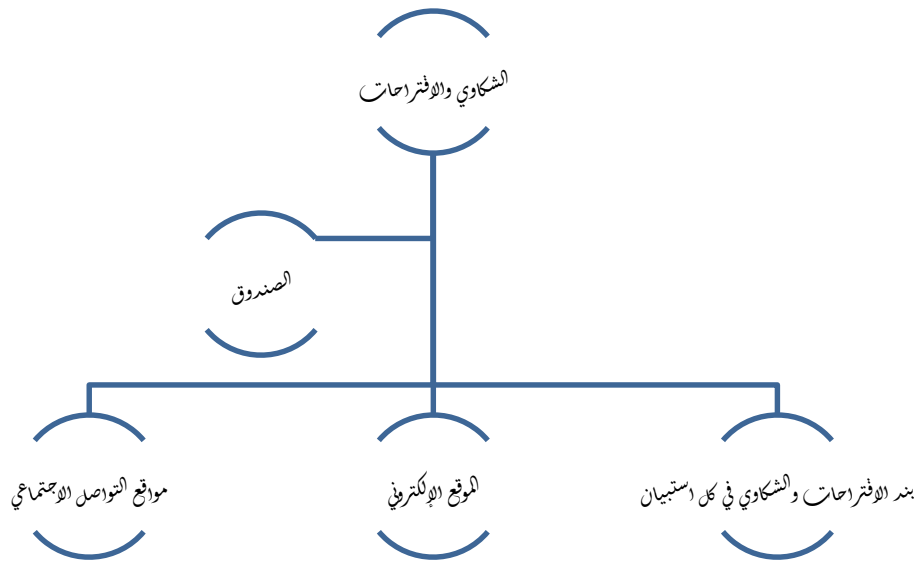 الشكاوي والاقتراحات
الصندوق
بند الاقتراحات والشكاوي في كل استبيان
الموقع الإلكتروني
مواقع التواصل الاجتماعي